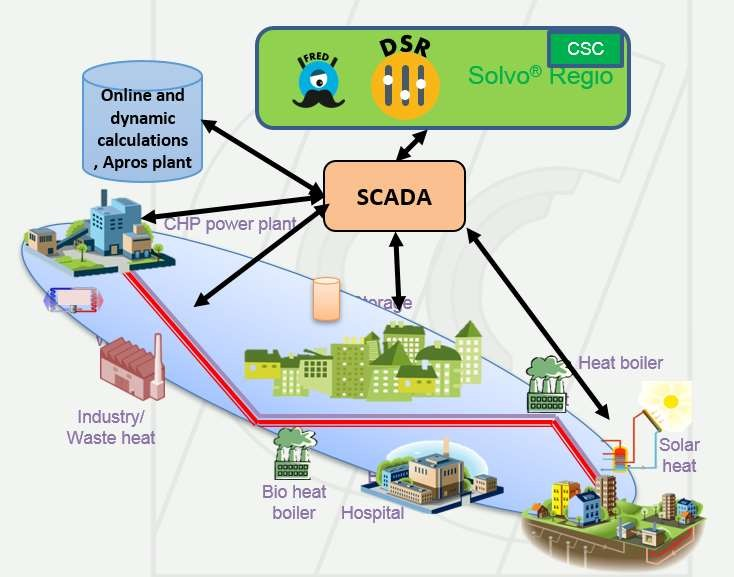 FRED
DSR
CSC
Solvo® Regio
Online and
dynamic
calculations
, Apros plant
SCADA
CHP power plant
Storage
Heat boiler
Industry/
Waste heat
Solar
heat
Bio heat
boiler
Hospital